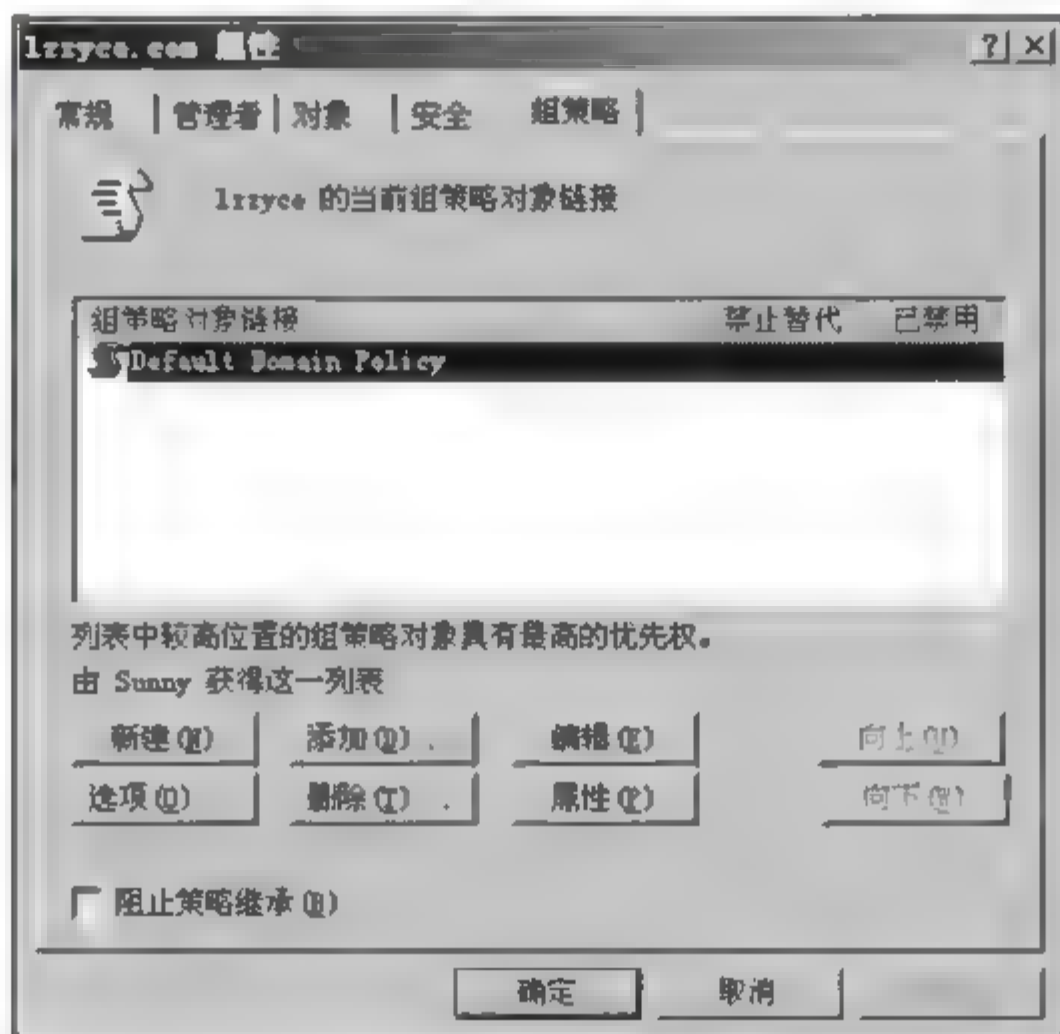 lrzyce.com 属性 ? ×
常规 管理者 对象 安全 组策略
lrzyce 的当前组策略对象链接
组策略对象链接 禁止替代 已禁用
Default Domain Policy
列表中较高位置的组策略对象具有最高的优先权。
由 Sunny 获得这一列表
新建(N) 添加(D). 编辑(E) 向上(U)
选项(O) 删除(T) . 属性(P) 向下(W)
阻止策略继承(B)
确定 取消